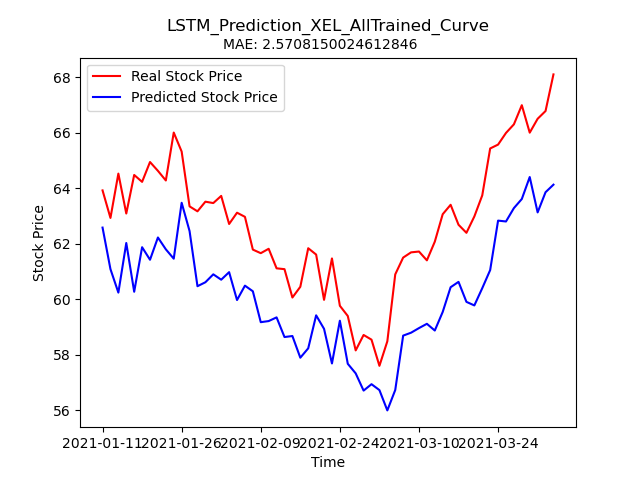 LSTM_Prediction_XEL_AllTrained_Curve
MAE: 2.5708150024612846
Real Stock Price
Predicted Stock Price
68
66
64
62
60
58
56
Stock Price
2021-01-11 2021-01-26 2021-02-09 2021-02-24 2021-03-10 2021-03-24
Time